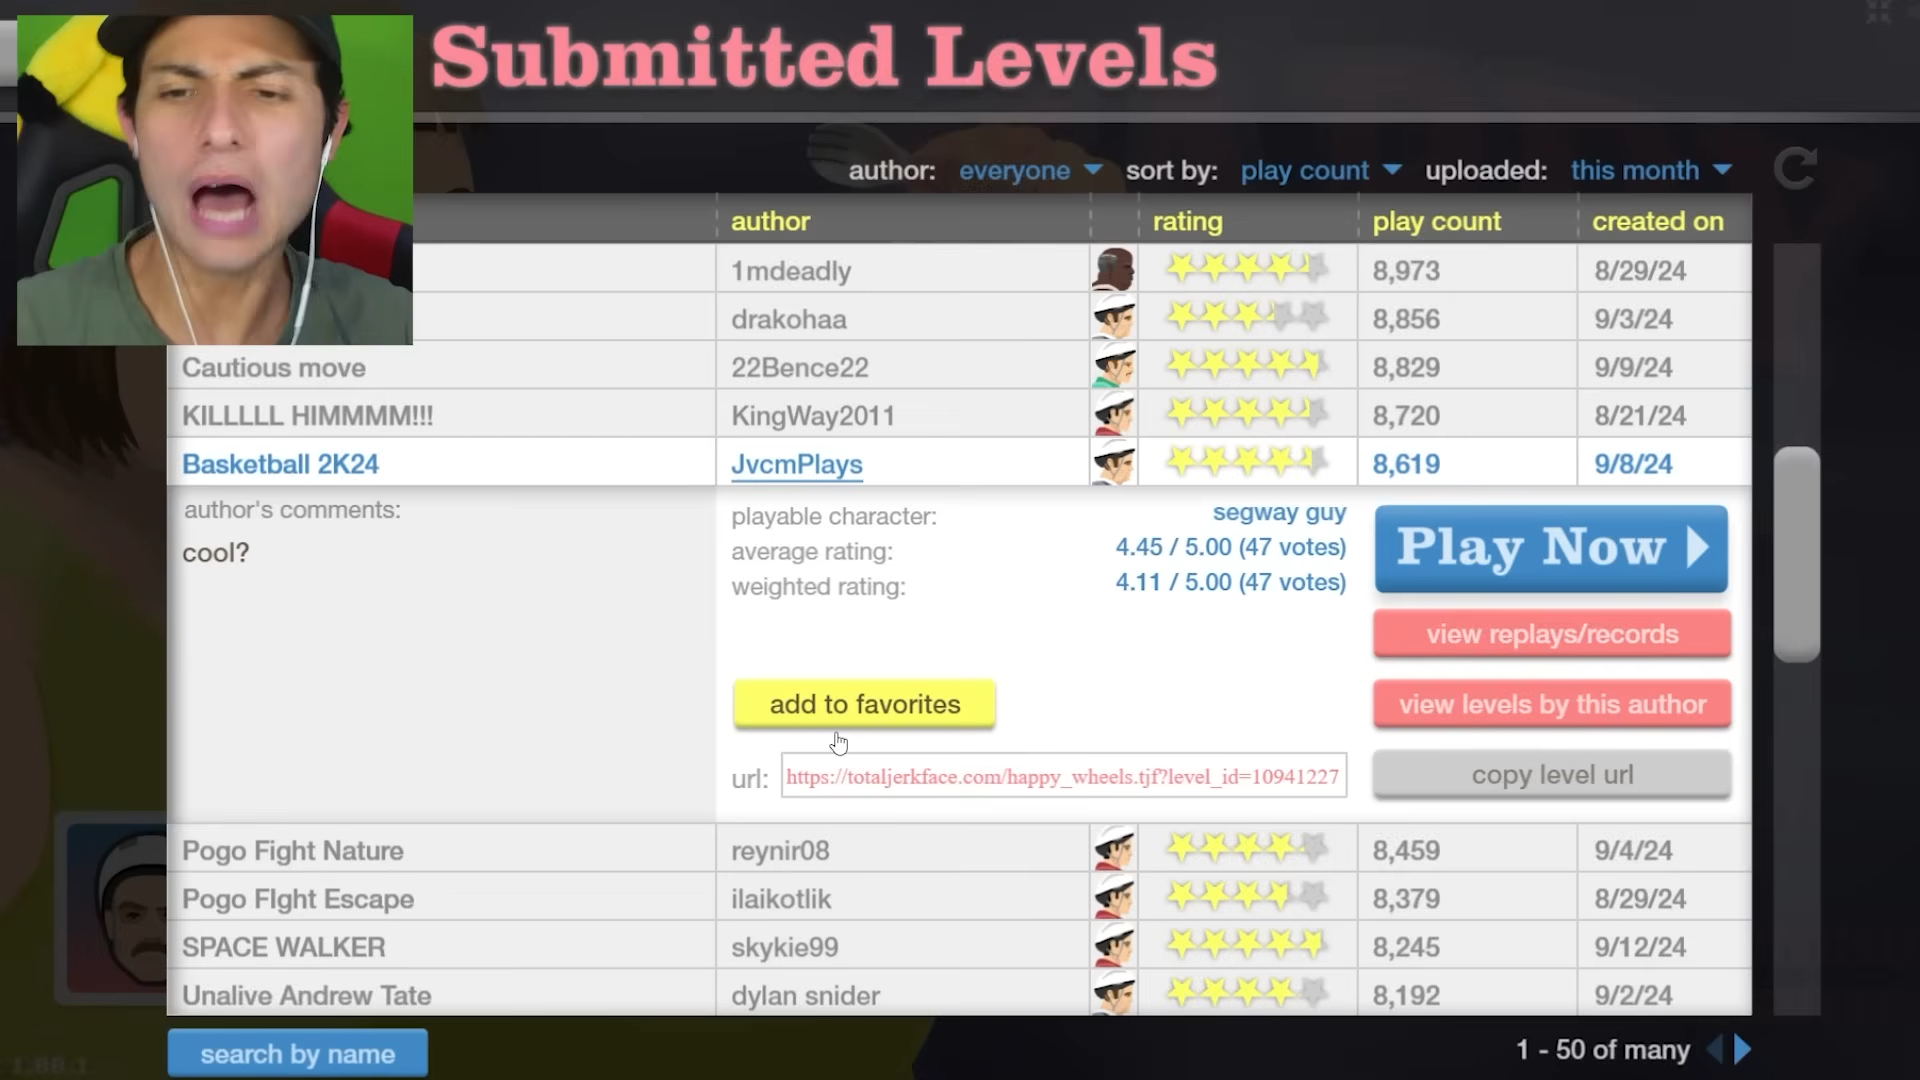 Submitted Levels
author: everyone sort by: play count uploaded: this month
author rating play count created on
1mdeadly 8,973 8/29/24
drakohaa 8,856 9/3/24
Cautious move 22Bence22 8,829 9/9/24
KILLLLL HIMMMM!!! KingWay2011 8,720 8/21/24
Basketball 2K24 JvcmPlays 8,619 9/8/24
author's comments:
cool?
playable character: segway guy
average rating: 4.45 / 5.00 (47 votes)
weighted rating: 4.11 / 5.00 (47 votes)
Play Now
view replays/records
add to favorites
view levels by this author
url: https://totaljerkface.com/happy_wheels.tjf?level_id=10941227
copy level url
Pogo Fight Nature reynir08 8,459 9/4/24
Pogo FIght Escape ilaikotlik 8,379 8/29/24
SPACE WALKER skykie99 8,245 9/12/24
Unalive Andrew Tate dylan snider 8,192 9/2/24
search by name
1 - 50 of many